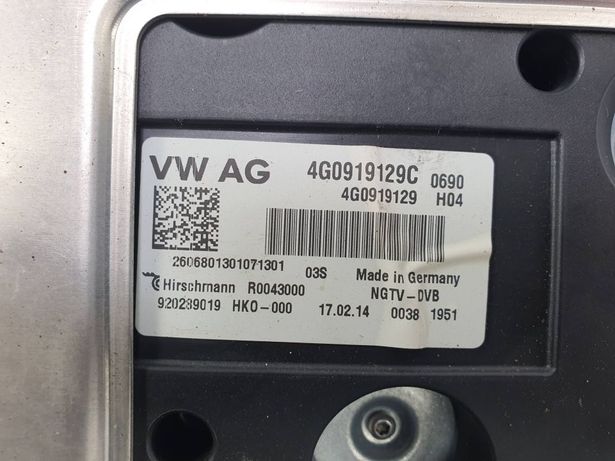 VW AG 4G0919129C 0690
4G0919129 H04
2606801301071301 03S Made in Germany
Hirschmann R0043000 NGTV-DVB
920289019 HK0-000 17.02.14 0038 1951